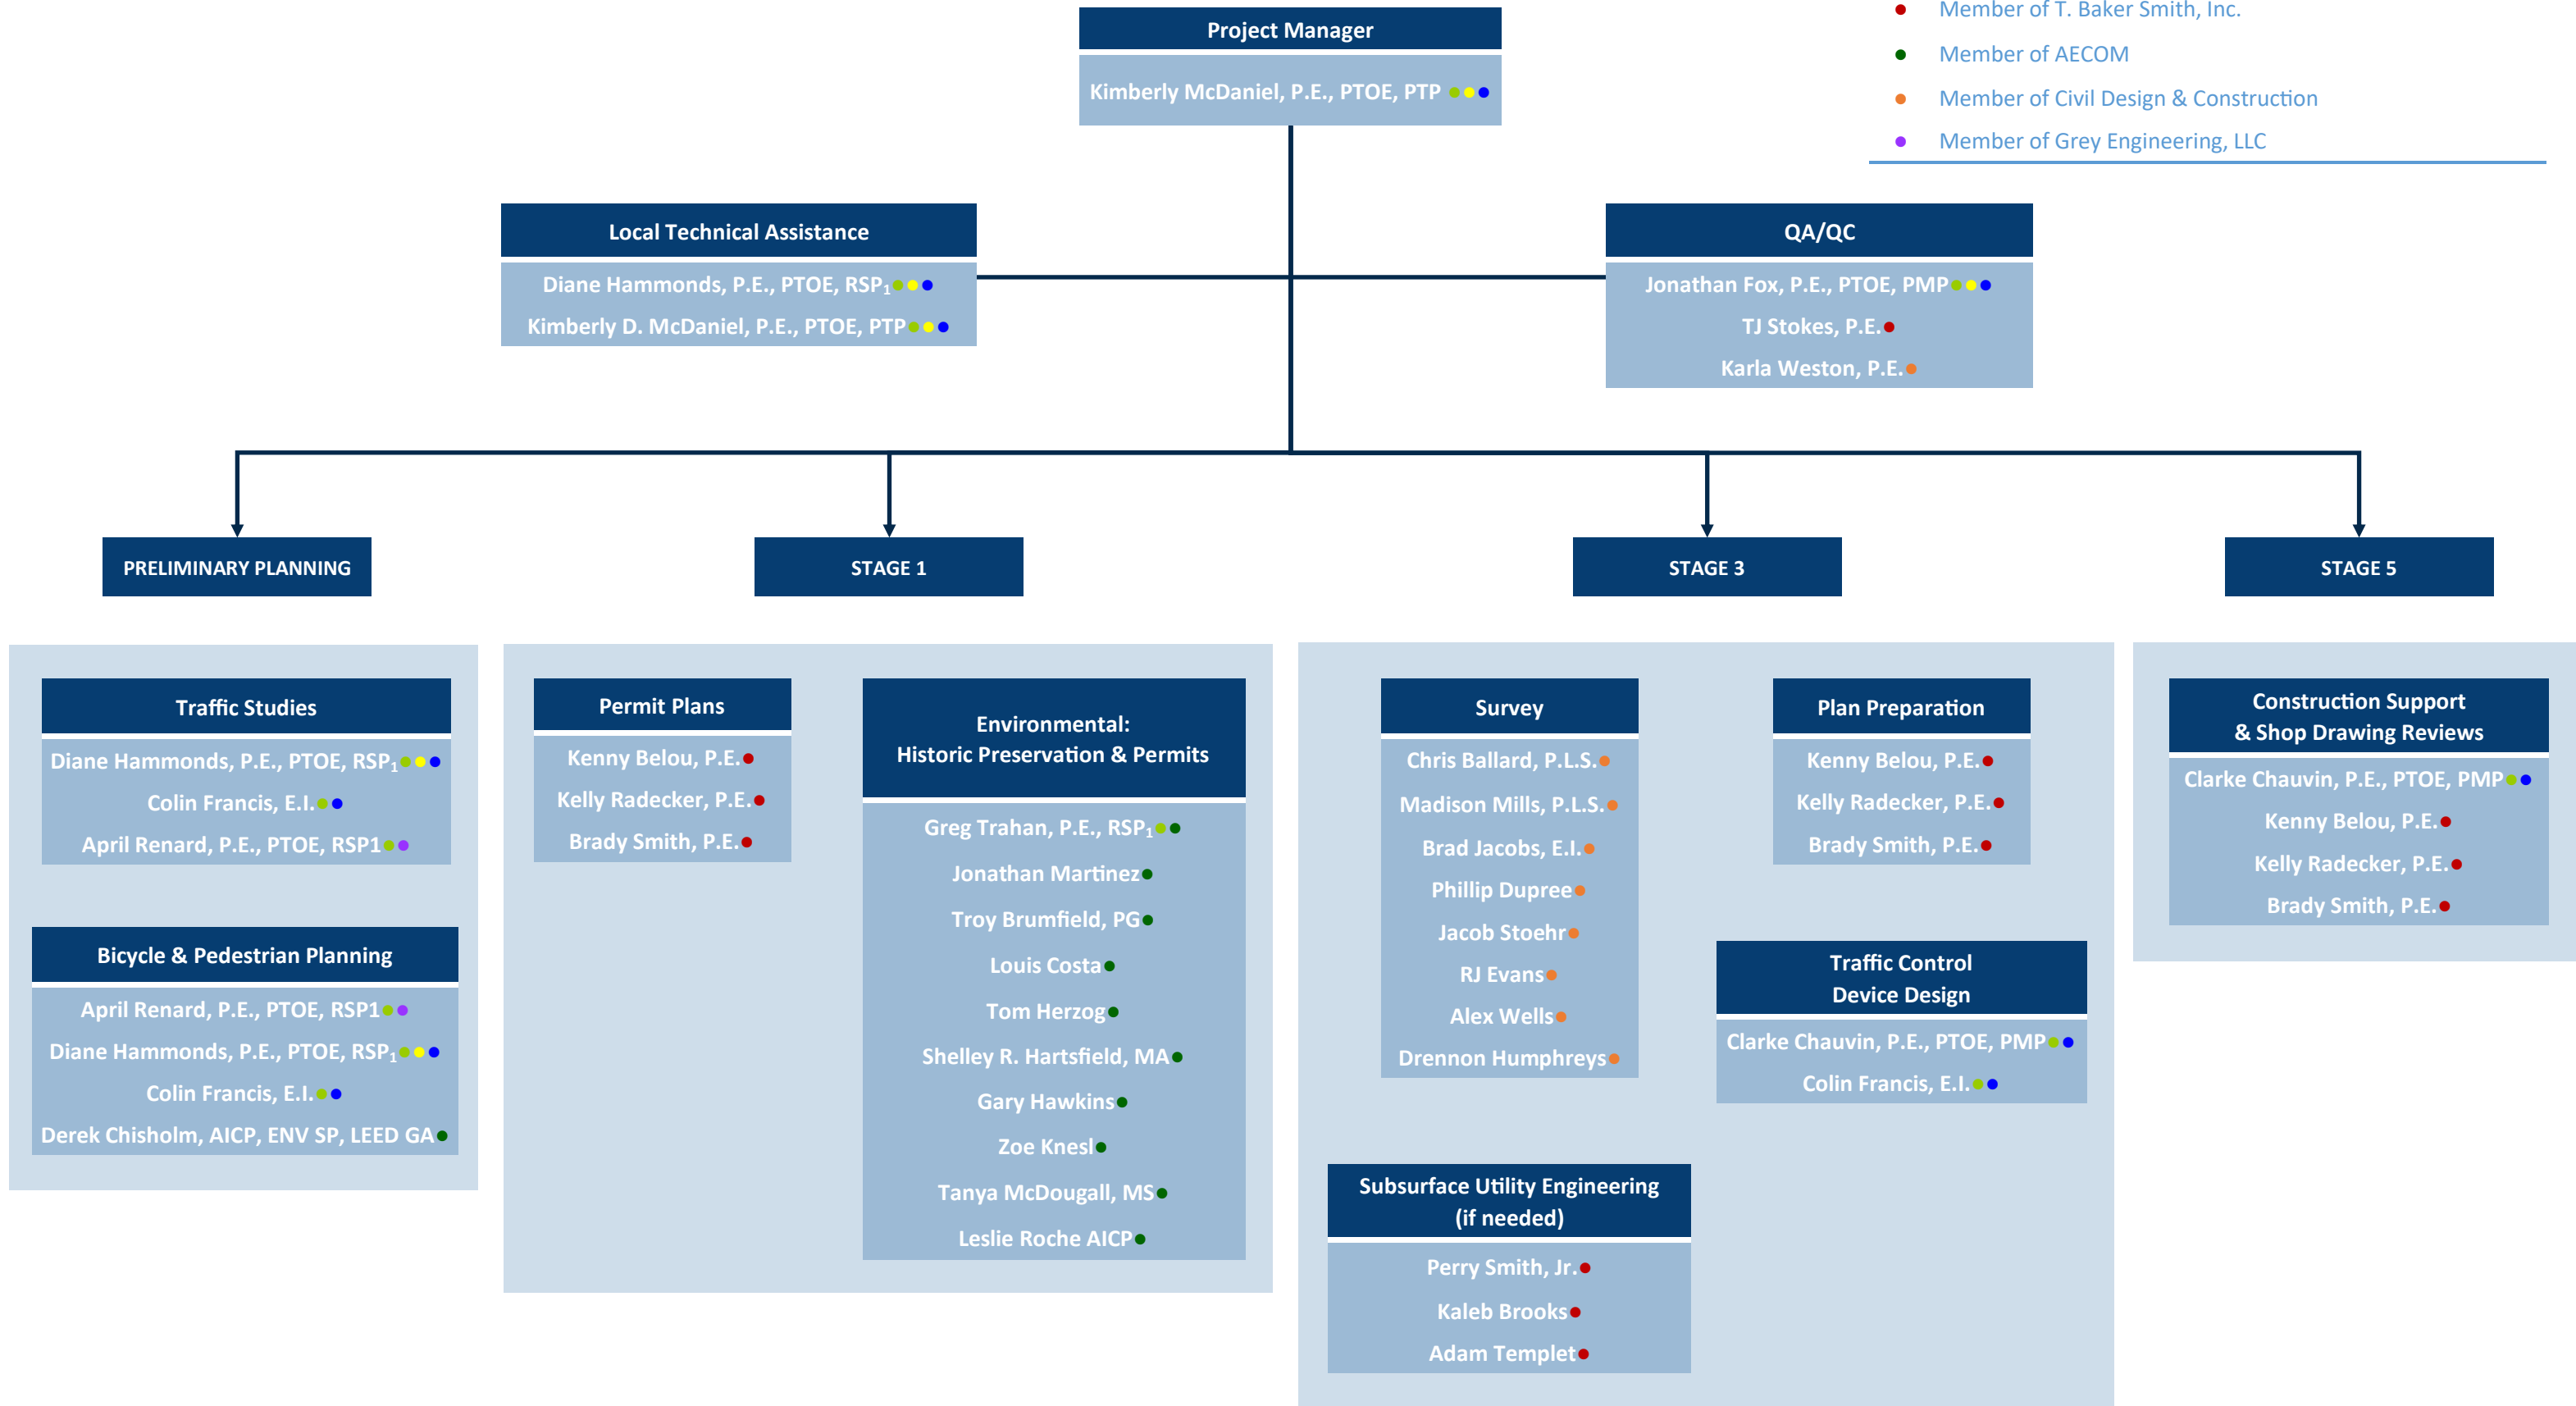 Member of T. Baker Smith, Inc.
Member of AECOM
Member of Civil Design & Construction
Member of Grey Engineering, LLC
Project Manager
Kimberly McDaniel, P.E., PTOE, PTP
Local Technical Assistance
Diane Hammonds, P.E., PTOE, RSP₁
Kimberly D. McDaniel, P.E., PTOE, PTP
QA/QC
Jonathan Fox, P.E., PTOE, PMP
TJ Stokes, P.E.
Karla Weston, P.E.
PRELIMINARY PLANNING
STAGE 1
STAGE 3
STAGE 5
Traffic Studies
Diane Hammonds, P.E., PTOE, RSP₁
Colin Francis, E.I.
April Renard, P.E., PTOE, RSP1
Bicycle & Pedestrian Planning
April Renard, P.E., PTOE, RSP1
Diane Hammonds, P.E., PTOE, RSP₁
Colin Francis, E.I.
Derek Chisholm, AICP, ENV SP, LEED GA
Permit Plans
Kenny Belou, P.E.
Kelly Radecker, P.E.
Brady Smith, P.E.
Environmental:
Historic Preservation & Permits
Greg Trahan, P.E., RSP₁
Jonathan Martinez
Troy Brumfield, PG
Louis Costa
Tom Herzog
Shelley R. Hartsfield, MA
Gary Hawkins
Zoe Knesl
Tanya McDougall, MS
Leslie Roche AICP
Survey
Chris Ballard, P.L.S.
Madison Mills, P.L.S.
Brad Jacobs, E.I.
Phillip Dupree
Jacob Stoehr
RJ Evans
Alex Wells
Drennon Humphreys
Subsurface Utility Engineering
(if needed)
Perry Smith, Jr.
Kaleb Brooks
Adam Templet
Plan Preparation
Kenny Belou, P.E.
Kelly Radecker, P.E.
Brady Smith, P.E.
Traffic Control
Device Design
Clarke Chauvin, P.E., PTOE, PMP
Colin Francis, E.I.
Construction Support
& Shop Drawing Reviews
Clarke Chauvin, P.E., PTOE, PMP
Kenny Belou, P.E.
Kelly Radecker, P.E.
Brady Smith, P.E.